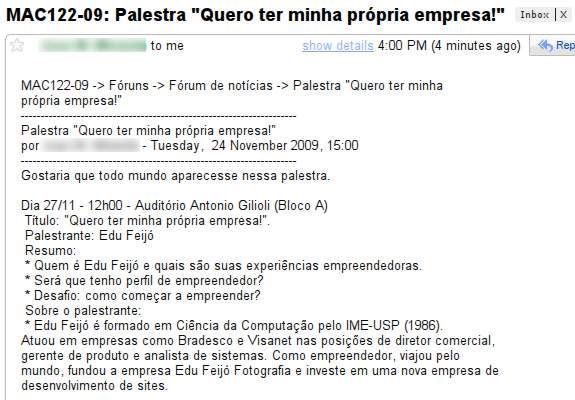 MAC122-09: Palestra "Quero ter minha própria empresa!" Inbox | X
to me show details 4:00 PM (4 minutes ago) Rep
MAC122-09 -> Fóruns -> Fórum de notícias -> Palestra "Quero ter minha
própria empresa!"
---------------------------------------------------------------------
Palestra "Quero ter minha própria empresa!"
por - Tuesday, 24 November 2009, 15:00
---------------------------------------------------------------------
Gostaria que todo mundo aparecesse nessa palestra.
Dia 27/11 - 12h00 - Auditório Antonio Gilioli (Bloco A)
Título: "Quero ter minha própria empresa!".
Palestrante: Edu Feijó
Resumo:
* Quem é Edu Feijó e quais são suas experiências empreendedoras.
* Será que tenho perfil de empreendedor?
* Desafio: como começar a empreender?
Sobre o palestrante:
* Edu Feijó é formado em Ciência da Computação pelo IME-USP (1986).
Atuou em empresas como Bradesco e Visanet nas posições de diretor comercial,
gerente de produto e analista de sistemas. Como empreendedor, viajou pelo
mundo, fundou a empresa Edu Feijó Fotografia e investe em uma nova empresa de
desenvolvimento de sites.